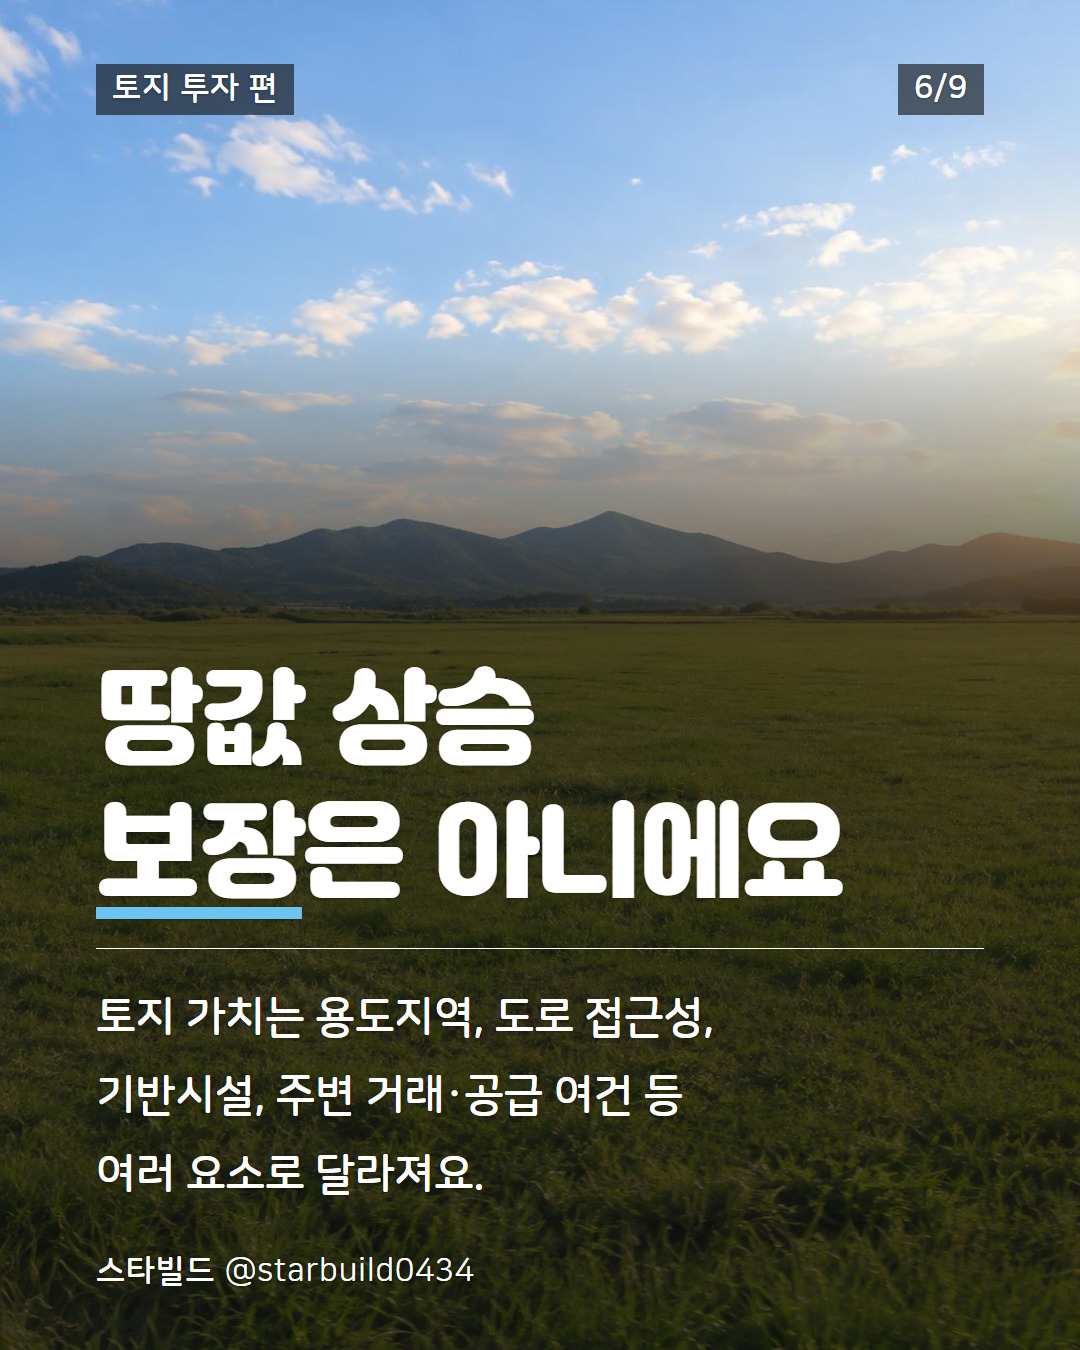 토지 투자 편
6/9
땅값 상승
보장은 아니에요
토지 가치는 용도지역, 도로 접근성,
기반시설, 주변 거래·공급 여건 등
여러 요소로 달라져요.
스타빌드 @starbuild0434